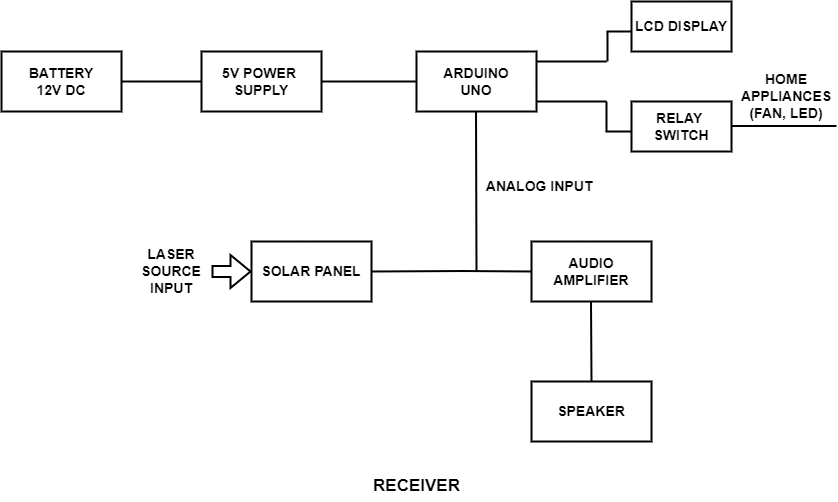 LCD DISPLAY
BATTERY
12V DC
5V POWER
SUPPLY
ARDUINO
UNO
HOME
APPLIANCES
(FAN, LED)
RELAY
SWITCH
ANALOG INPUT
LASER
SOURCE
INPUT
SOLAR PANEL
AUDIO
AMPLIFIER
SPEAKER
RECEIVER